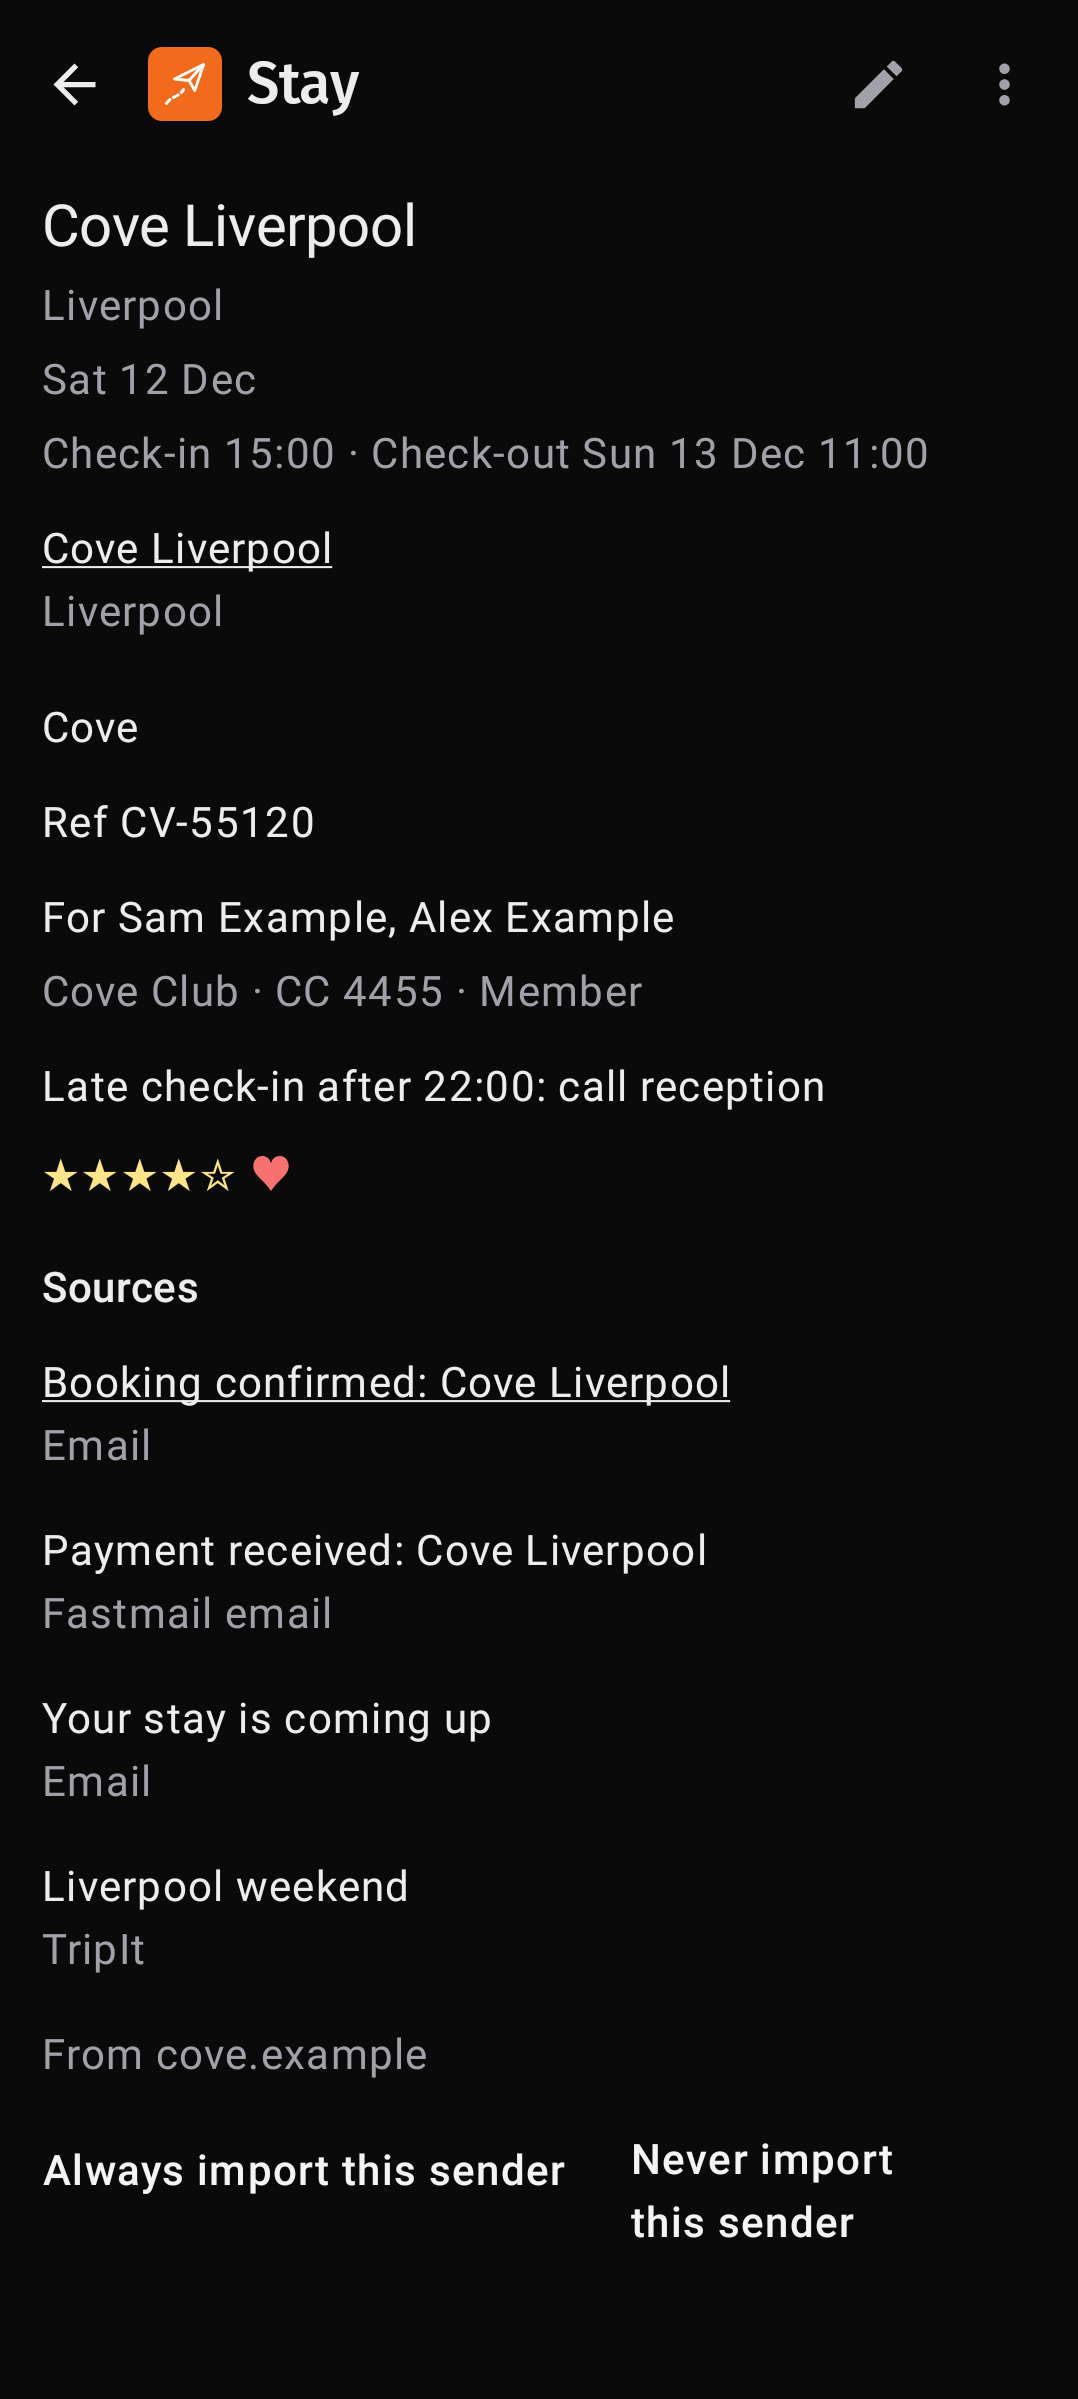 Stay
Cove Liverpool
Liverpool
Sat 12 Dec
Check-in 15:00 · Check-out Sun 13 Dec 11:00
Cove Liverpool
Liverpool
Cove
Ref CV-55120
For Sam Example, Alex Example
Cove Club · CC 4455 · Member
Late check-in after 22:00: call reception
★★★★☆ ♥
Sources
Booking confirmed: Cove Liverpool
Email
Payment received: Cove Liverpool
Fastmail email
Your stay is coming up
Email
Liverpool weekend
TripIt
From cove.example
Always import this sender
Never import
this sender